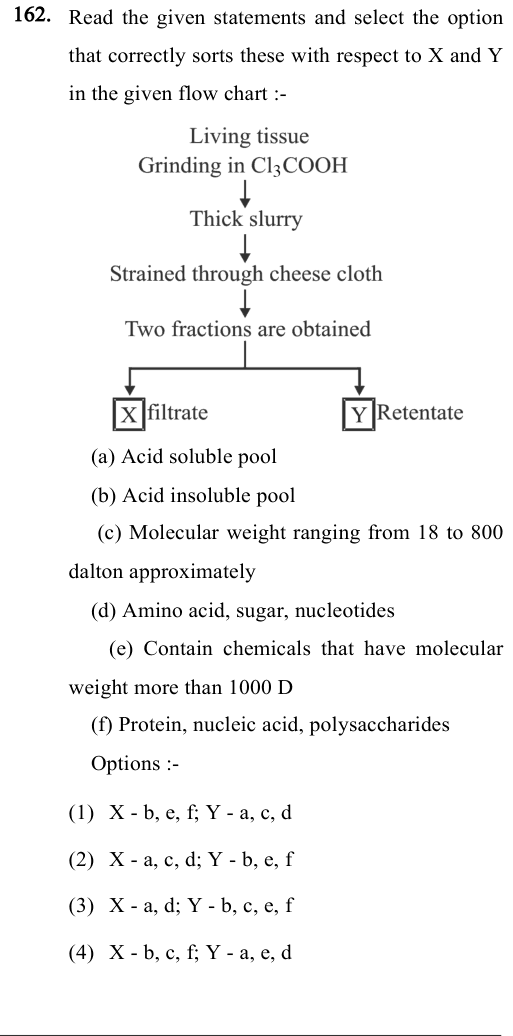 162. Read the given statements and select the option
that correctly sorts these with respect to X and Y
in the given flow chart :-
Living tissue
Grinding in Cl₃COOH
Thick slurry
Strained through cheese cloth
Two fractions are obtained
X filtrate Y Retentate
(a) Acid soluble pool
(b) Acid insoluble pool
(c) Molecular weight ranging from 18 to 800
dalton approximately
(d) Amino acid, sugar, nucleotides
(e) Contain chemicals that have molecular
weight more than 1000 D
(f) Protein, nucleic acid, polysaccharides
Options :-
(1) X - b, e, f; Y - a, c, d
(2) X - a, c, d; Y - b, e, f
(3) X - a, d; Y - b, c, e, f
(4) X - b, c, f; Y - a, e, d